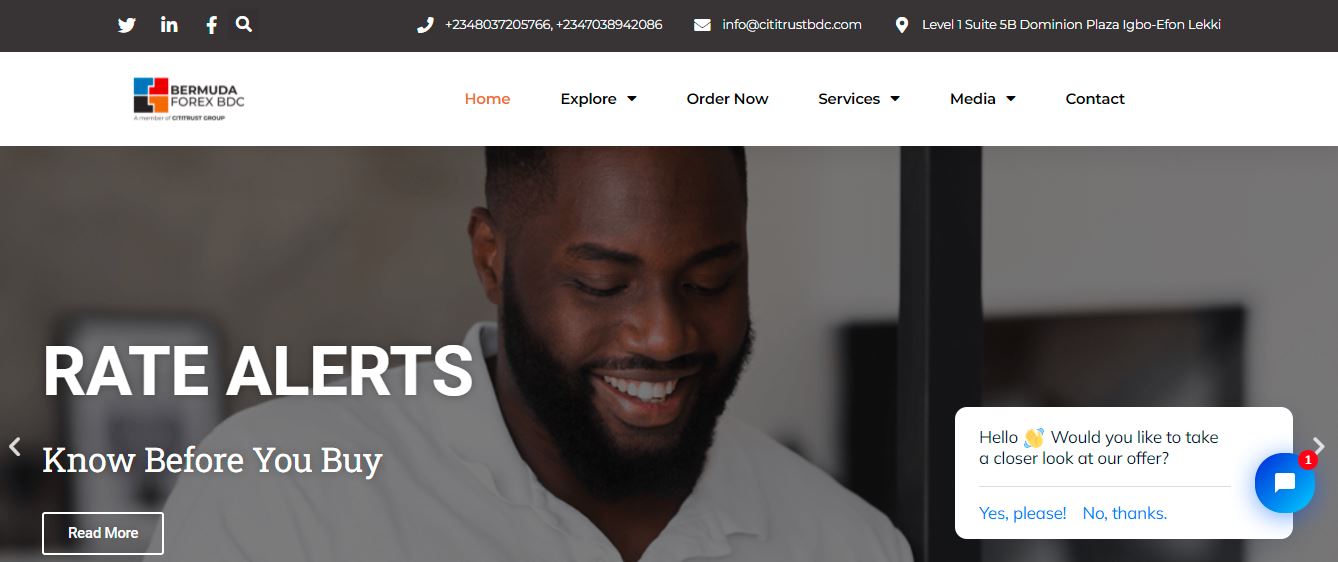 +2348037205766, +2347038942086
info@cititrustbdc.com
Level 1 Suite 5B Dominion Plaza Igbo-Efon Lekki
BERMUDA
FOREX BDC
A member of CITITRUST GROUP
Home
Explore
Order Now
Services
Media
Contact
RATE ALERTS
Know Before You Buy
Read More
Hello 👋 Would you like to take
a closer look at our offer?
Yes, please! No, thanks.
1